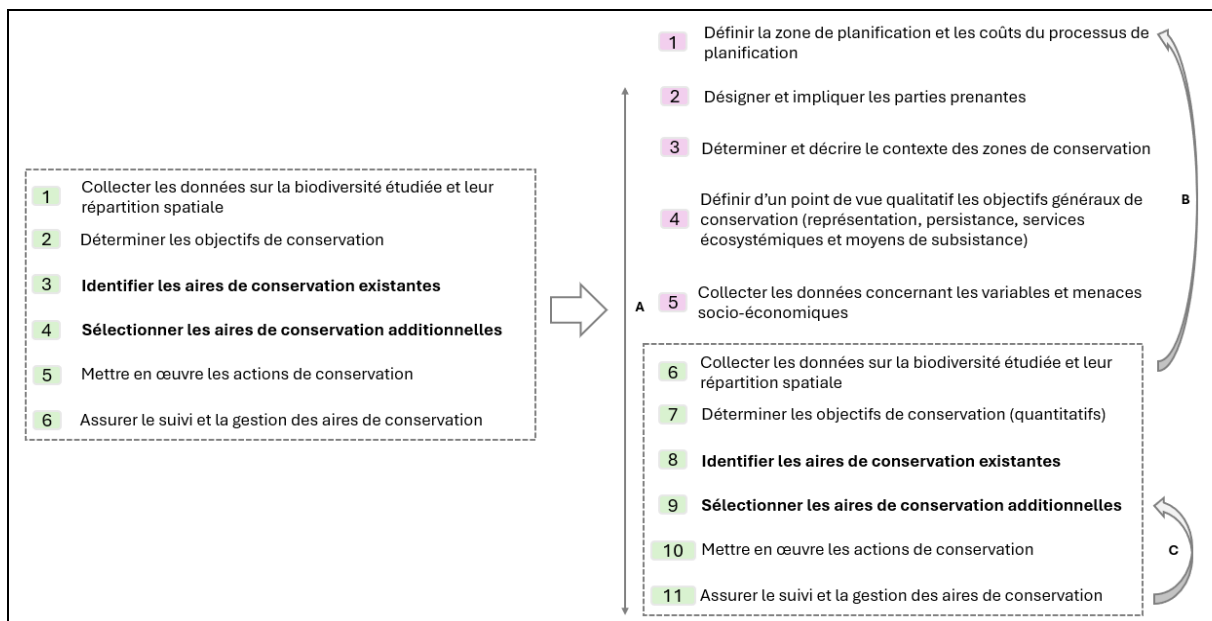 1 Collecter les données sur la biodiversité étudiée et leur
répartition spatiale
2 Déterminer les objectifs de conservation
3 Identifier les aires de conservation existantes
4 Sélectionner les aires de conservation additionnelles
5 Mettre en œuvre les actions de conservation
6 Assurer le suivi et la gestion des aires de conservation
1 Définir la zone de planification et les coûts du processus de
planification
2 Désigner et impliquer les parties prenantes
3 Déterminer et décrire le contexte des zones de conservation
4 Définir d’un point de vue qualitatif les objectifs généraux de
conservation (représentation, persistance, services
écosystémiques et moyens de subsistance)
B
A
5 Collecter les données concernant les variables et menaces
socio-économiques
6 Collecter les données sur la biodiversité étudiée et leur
répartition spatiale
7 Déterminer les objectifs de conservation (quantitatifs)
8 Identifier les aires de conservation existantes
9 Sélectionner les aires de conservation additionnelles
10 Mettre en œuvre les actions de conservation
C
11 Assurer le suivi et la gestion des aires de conservation